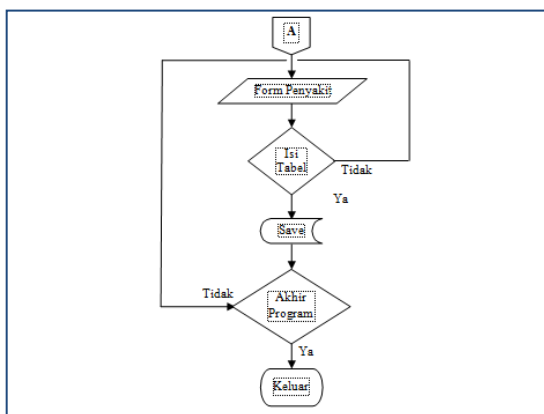 A
Form Penyakit
Isi
Tabel
Tidak
Ya
Save
Tidak
Akhir
Program
Ya
Keluar